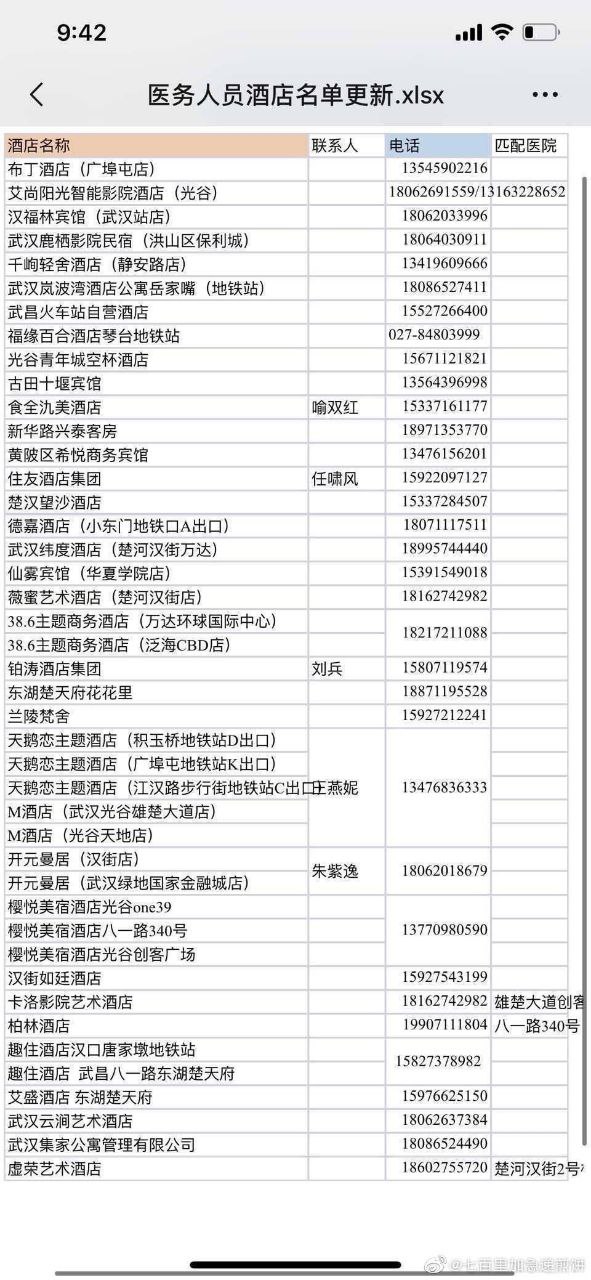 9:42
医务人员酒店名单更新.xlsx
酒店名称 联系人 电话 匹配医院
布丁酒店（广埠屯店） 13545902216
艾尚阳光智能影院酒店（光谷） 18062691559/13163228652
汉福林宾馆（武汉站店） 18062033996
武汉鹿栖影院民宿（洪山区保利城） 18064030911
千峋轻舍酒店（静安路店） 13419609666
武汉岚波湾酒店公寓岳家嘴（地铁站） 18086527411
武昌火车站自营酒店 15527266400
福缘百合酒店琴台地铁站 027-84803999
光谷青年城空杯酒店 15671121821
古田十堰宾馆 13564396998
食全氿美酒店 喻双红 15337161177
新华路兴泰客房 18971353770
黄陂区希悦商务宾馆 13476156201
住友酒店集团 任啸风 15922097127
楚汉望沙酒店 15337284507
德嘉酒店（小东门地铁口A出口） 18071117511
武汉纬度酒店（楚河汉街万达） 18995744440
仙雾宾馆（华夏学院店） 15391549018
薇蜜艺术酒店（楚河汉街店） 18162742982
38.6主题商务酒店（万达环球国际中心）
38.6主题商务酒店（泛海CBD店） 18217211088
铂涛酒店集团 刘兵 15807119574
东湖楚天府花花里 18871195528
兰陵梵舍 15927212241
天鹅恋主题酒店（积玉桥地铁站D出口）
天鹅恋主题酒店（广埠屯地铁站K出口）
天鹅恋主题酒店（江汉路步行街地铁站C出口） 王燕妮 13476836333
M酒店（武汉光谷雄楚大道店）
M酒店（光谷天地店）
开元曼居（汉街店）
开元曼居（武汉绿地国家金融城店） 朱紫逸 18062018679
樱悦美宿酒店光谷one39
樱悦美宿酒店八一路340号 13770980590
樱悦美宿酒店光谷创客广场
汉街如廷酒店 15927543199
卡洛影院艺术酒店 18162742982 雄楚大道创客
柏林酒店 19907111804 八一路340号
趣住酒店汉口唐家墩地铁站
趣住酒店 武昌八一路东湖楚天府 15827378982
艾盛酒店 东湖楚天府 15976625150
武汉云涧艺术酒店 18062637384
武汉集家公寓管理有限公司 18086524490
虚荣艺术酒店 18602755720 楚河汉街2号
@七百里加急递煎饼